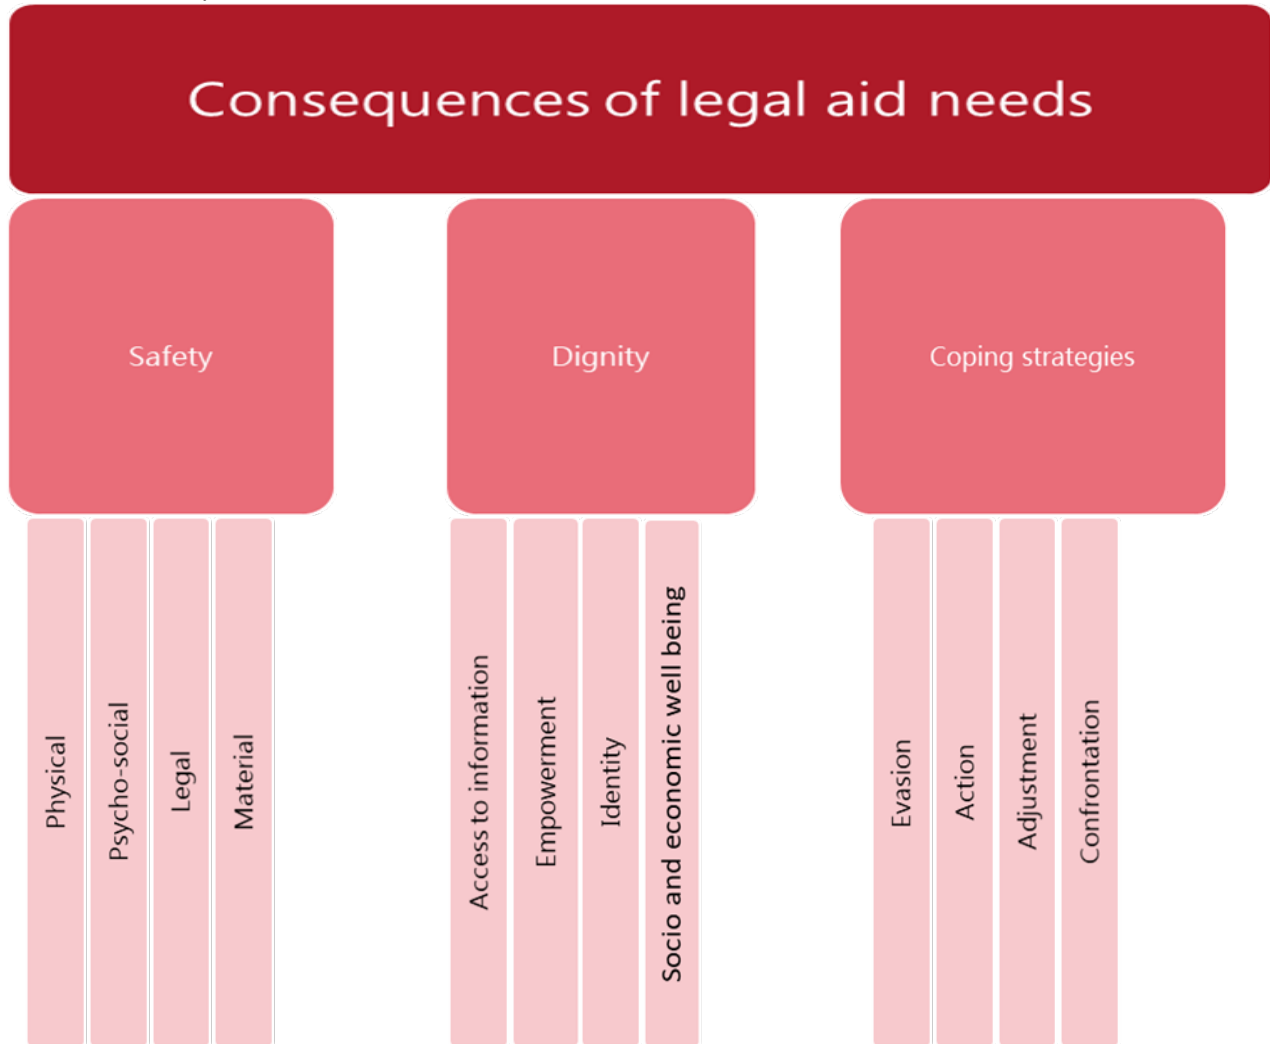 Consequences of legal aid needs
Safety
Dignity
Coping strategies
Physical
Psycho-social
Legal
Material
Access to information
Empowerment
Identity
Socio and economic well being
Evasion
Action
Adjustment
Confrontation